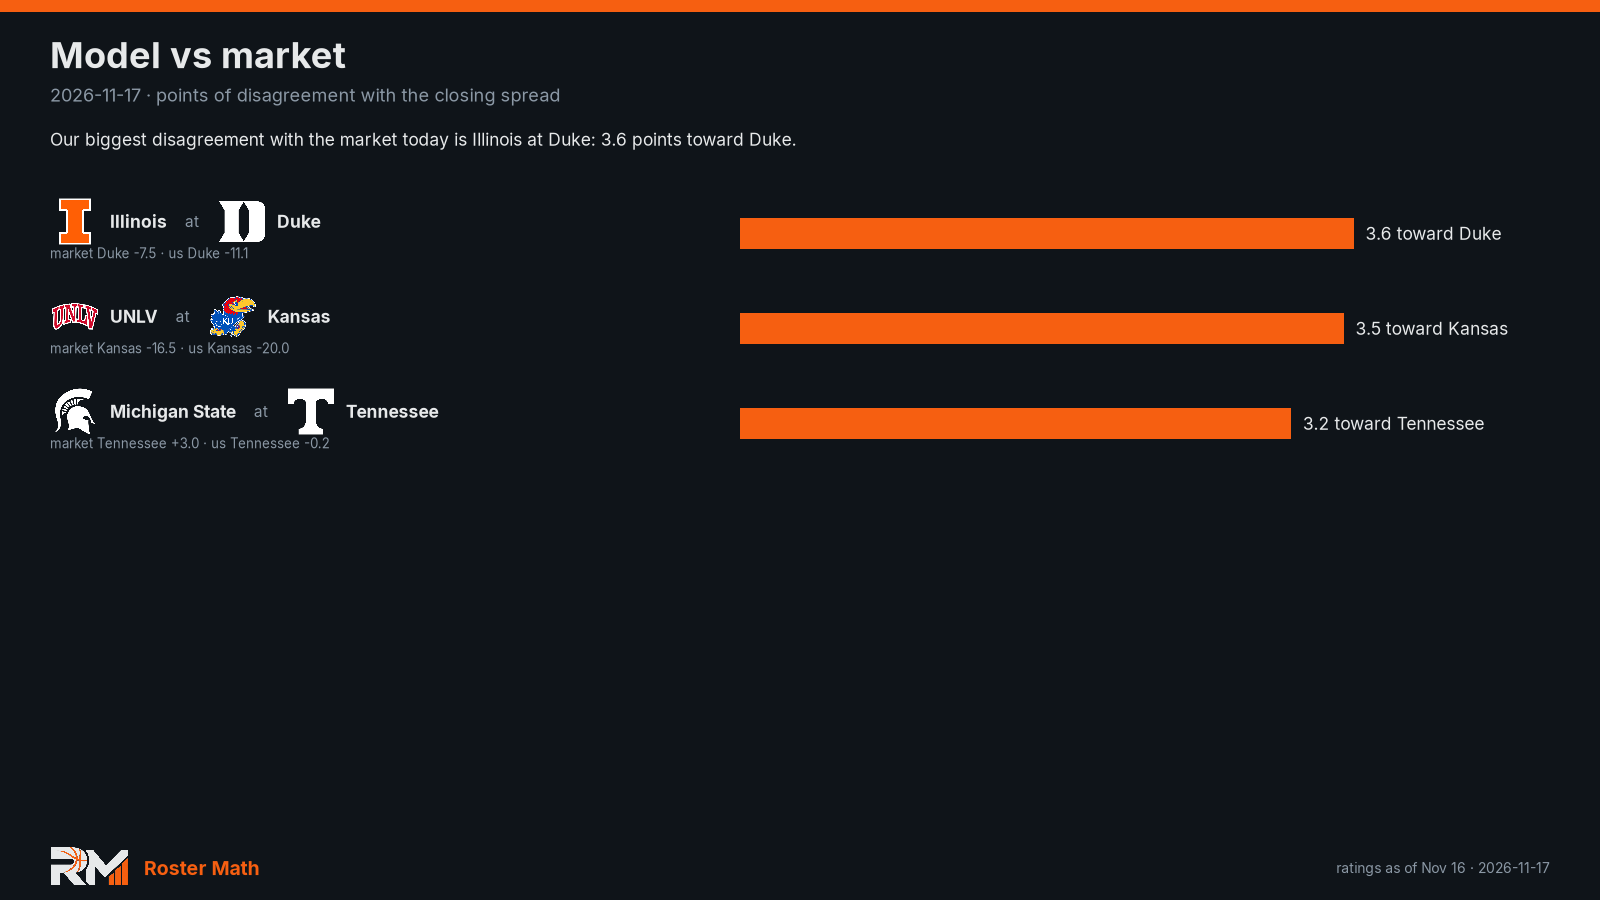 Model vs market
2026-11-17 · points of disagreement with the closing spread
Our biggest disagreement with the market today is Illinois at Duke: 3.6 points toward Duke.
Illinois at Duke
market Duke -7.5 · us Duke -11.1
3.6 toward Duke
UNLV UNLV at KU Kansas
market Kansas -16.5 · us Kansas -20.0
3.5 toward Kansas
Michigan State at T Tennessee
market Tennessee +3.0 · us Tennessee -0.2
3.2 toward Tennessee
RM Roster Math
ratings as of Nov 16 · 2026-11-17